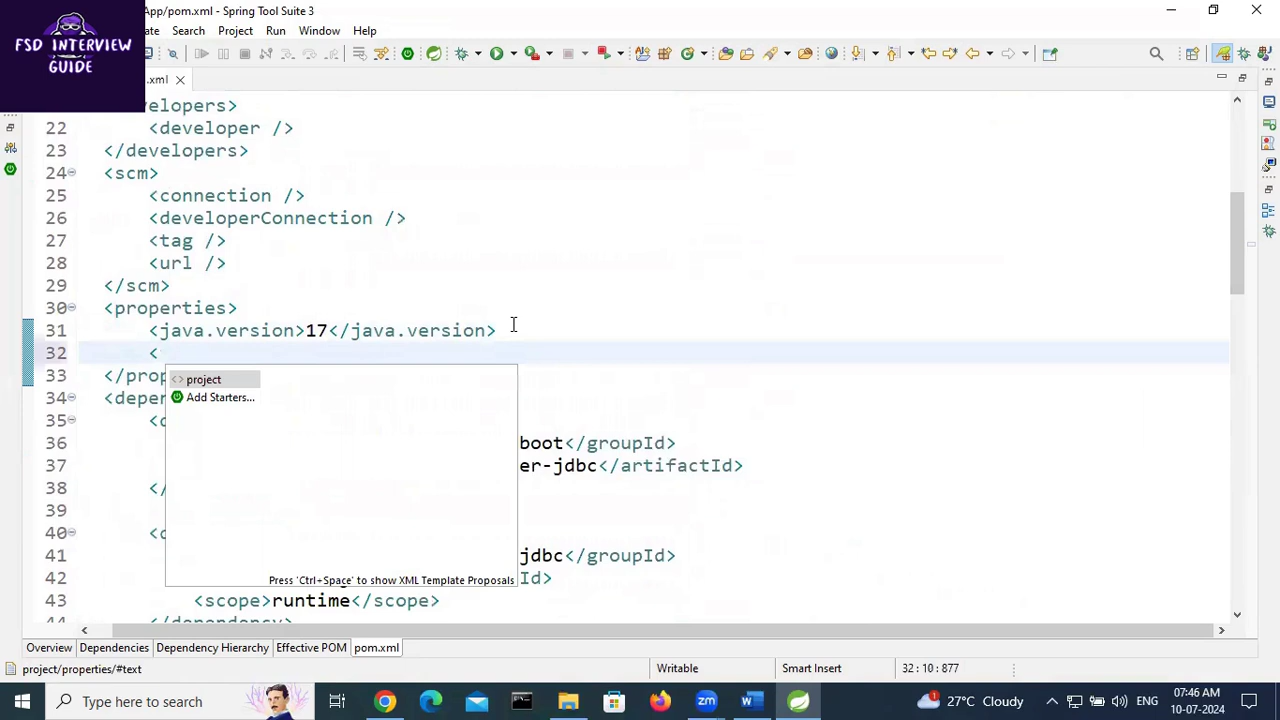 App/pom.xml - Spring Tool Suite 3
FSD INTERVIEW
GUIDE
Search Project Run Window Help
.xml
velopers>
22 <developer />
23 </developers>
24 <scm>
25 <connection />
26 <developerConnection />
27 <tag />
28 <url />
29 </scm>
30 <properties>
31 <java.version>17</java.version>
32 <
33 </prop
34 <depe
35
36 boot</groupId>
37 er-jdbc</artifactId>
38 </
39
40
41 jdbc</groupId>
42 Id>
43 <scope>runtime</scope>
44 </dependency>
project
Add Starters...
Press 'Ctrl+Space' to show XML Template Proposals
Overview Dependencies Dependency Hierarchy Effective POM pom.xml
project/properties/#text Writable Smart Insert 32 : 10 : 877
Type here to search 27°C Cloudy ENG 07:46 AM
10-07-2024